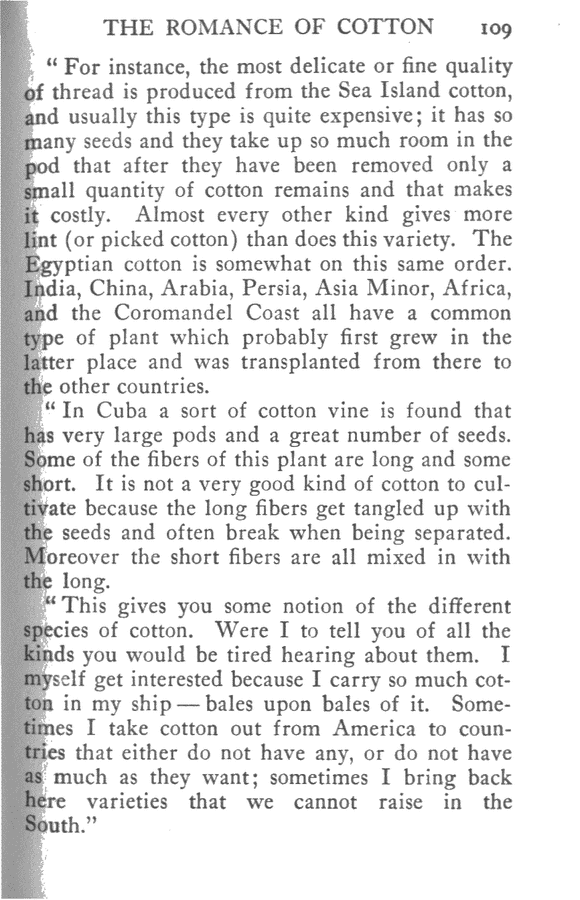 THE ROMANCE OF COTTON 109
“ For instance, the most delicate or fine quality
of thread is produced from the Sea Island cotton,
and usually this type is quite expensive; it has so
many seeds and they take up so much room in the
pod that after they have been removed only a
small quantity of cotton remains and that makes
it costly. Almost every other kind gives more
lint (or picked cotton) than does this variety. The
Egyptian cotton is somewhat on this same order.
India, China, Arabia, Persia, Asia Minor, Africa,
and the Coromandel Coast all have a common
type of plant which probably first grew in the
latter place and was transplanted from there to
the other countries.
“ In Cuba a sort of cotton vine is found that
has very large pods and a great number of seeds.
Some of the fibers of this plant are long and some
short. It is not a very good kind of cotton to cul-
tivate because the long fibers get tangled up with
the seeds and often break when being separated.
Moreover the short fibers are all mixed in with
the long.
“ This gives you some notion of the different
species of cotton. Were I to tell you of all the
kinds you would be tired hearing about them. I
myself get interested because I carry so much cot-
ton in my ship — bales upon bales of it. Some-
times I take cotton out from America to coun-
tries that either do not have any, or do not have
as much as they want; sometimes I bring back
here varieties that we cannot raise in the
South.”